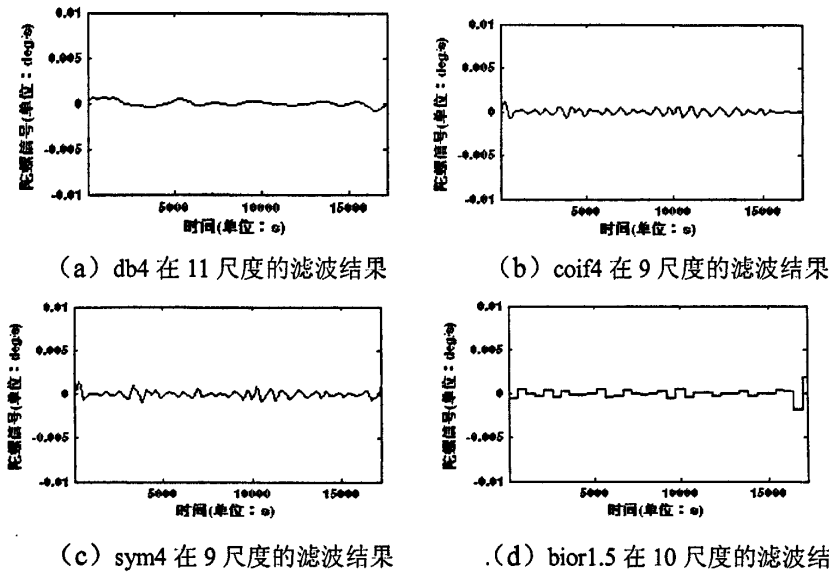 0.01
0.005
0
-0.005
-0.01
陀螺信号(单位：deg/s)
5000 10000 15000
时间(单位：s)
（a）db4 在 11 尺度的滤波结果
0.01
0.005
0
-0.005
-0.01
陀螺信号(单位：deg/s)
5000 10000 15000
时间(单位：s)
（b）coif4 在 9 尺度的滤波结果
0.01
0.005
0
-0.005
-0.01
陀螺信号(单位：deg/s)
5000 10000 15000
时间(单位：s)
（c）sym4 在 9 尺度的滤波结果
0.01
0.005
0
-0.005
-0.01
陀螺信号(单位：deg/s)
5000 10000 15000
时间(单位：s)
.（d）bior1.5 在 10 尺度的滤波结